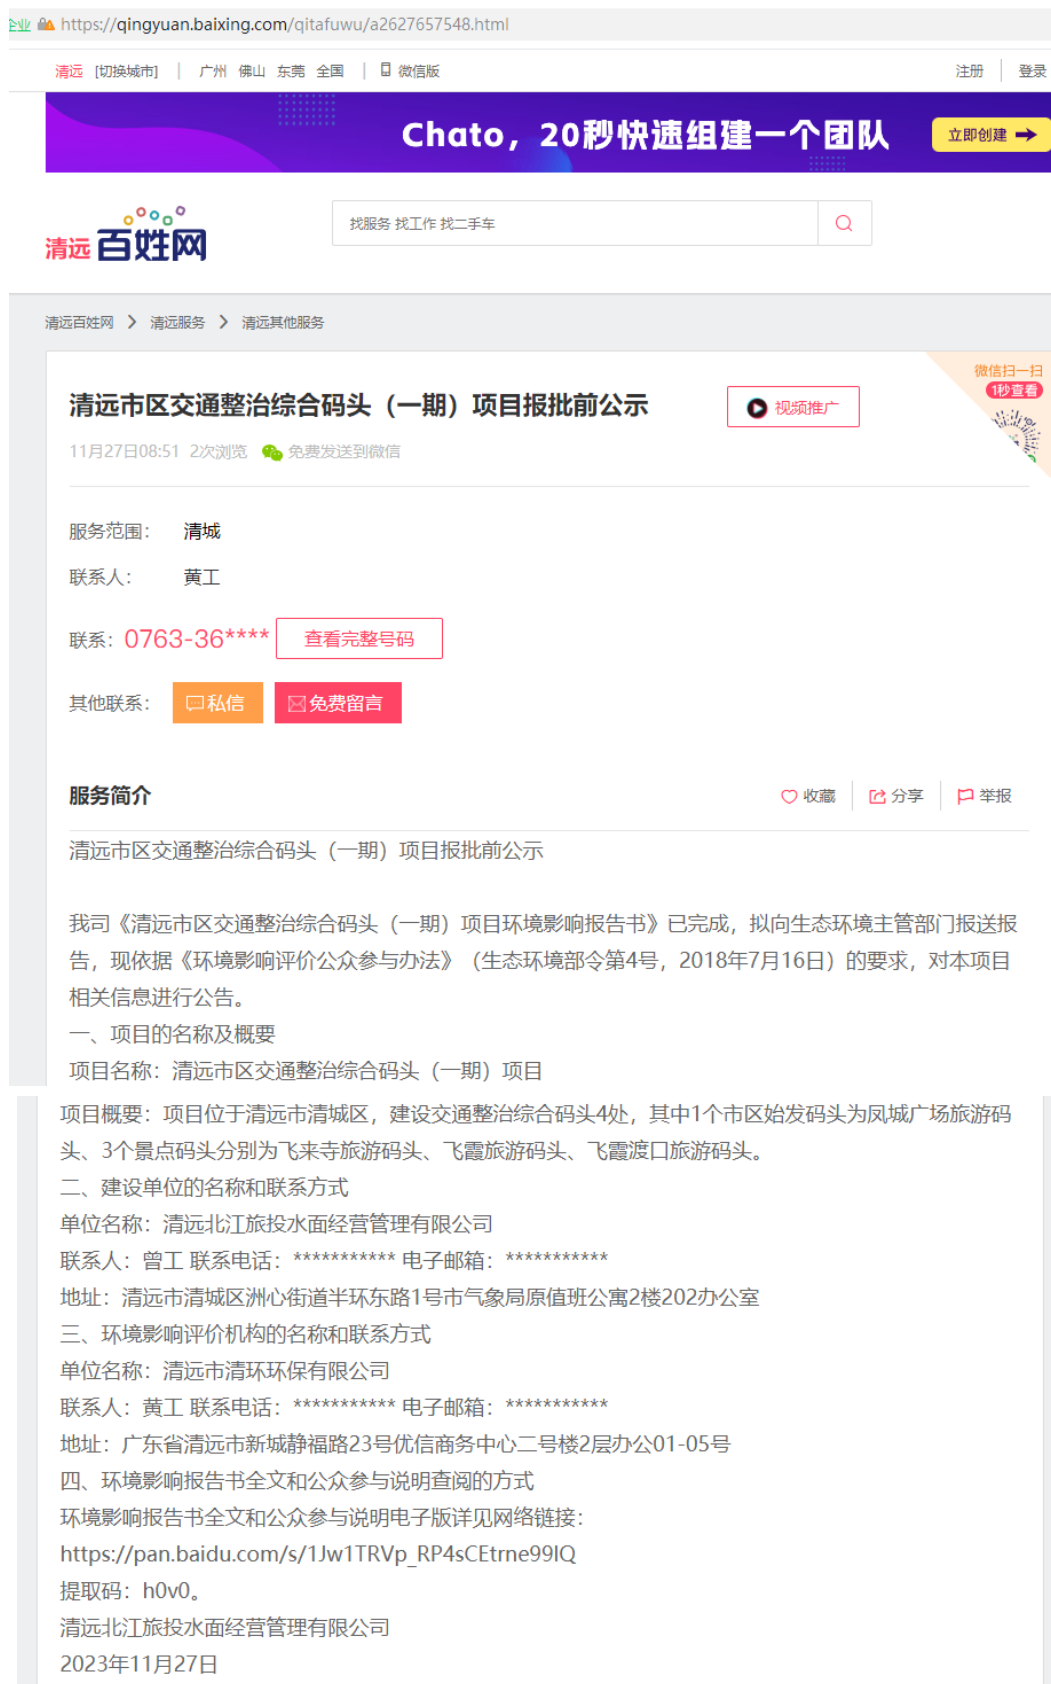 企业 https://qingyuan.baixing.com/qitafuwu/a2627657548.html
清远 [切换城市] | 广州 佛山 东莞 全国 | 微信版 注册 | 登录
Chato，20秒快速组建一个团队 立即创建
清远 百姓网 找服务 找工作 找二手车
清远百姓网 > 清远服务 > 清远其他服务
微信扫一扫
1秒查看
清远市区交通整治综合码头（一期）项目报批前公示 视频推广
11月27日08:51 2次浏览 免费发送到微信
服务范围： 清城
联系人： 黄工
联系：0763-36**** 查看完整号码
其他联系： 私信 免费留言
服务简介 收藏 分享 举报
清远市区交通整治综合码头（一期）项目报批前公示
我司《清远市区交通整治综合码头（一期）项目环境影响报告书》已完成，拟向生态环境主管部门报送报
告，现依据《环境影响评价公众参与办法》（生态环境部令第4号，2018年7月16日）的要求，对本项目
相关信息进行公告。
一、项目的名称及概要
项目名称：清远市区交通整治综合码头（一期）项目
项目概要：项目位于清远市清城区，建设交通整治综合码头4处，其中1个市区始发码头为凤城广场旅游码
头、3个景点码头分别为飞来寺旅游码头、飞霞旅游码头、飞霞渡口旅游码头。
二、建设单位的名称和联系方式
单位名称：清远北江旅投水面经营管理有限公司
联系人：曾工 联系电话：*********** 电子邮箱：***********
地址：清远市清城区洲心街道半环东路1号市气象局原值班公寓2楼202办公室
三、环境影响评价机构的名称和联系方式
单位名称：清远市清环环保有限公司
联系人：黄工 联系电话：*********** 电子邮箱：***********
地址：广东省清远市新城静福路23号优信商务中心二号楼2层办公01-05号
四、环境影响报告书全文和公众参与说明查阅的方式
环境影响报告书全文和公众参与说明电子版详见网络链接：
https://pan.baidu.com/s/1Jw1TRVp_RP4sCEtrne99lQ
提取码：h0v0。
清远北江旅投水面经营管理有限公司
2023年11月27日